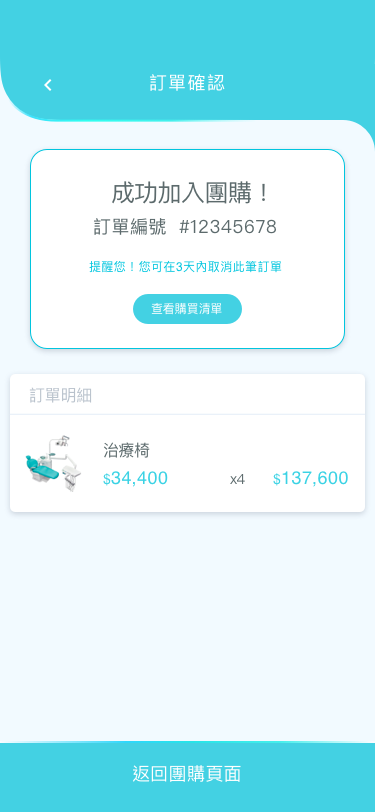 訂單確認
成功加入團購！
訂單編號 #12345678
提醒您！您可在3天內取消此筆訂單
查看購買清單
訂單明細
治療椅
$34,400 x4 $137,600
返回團購頁面